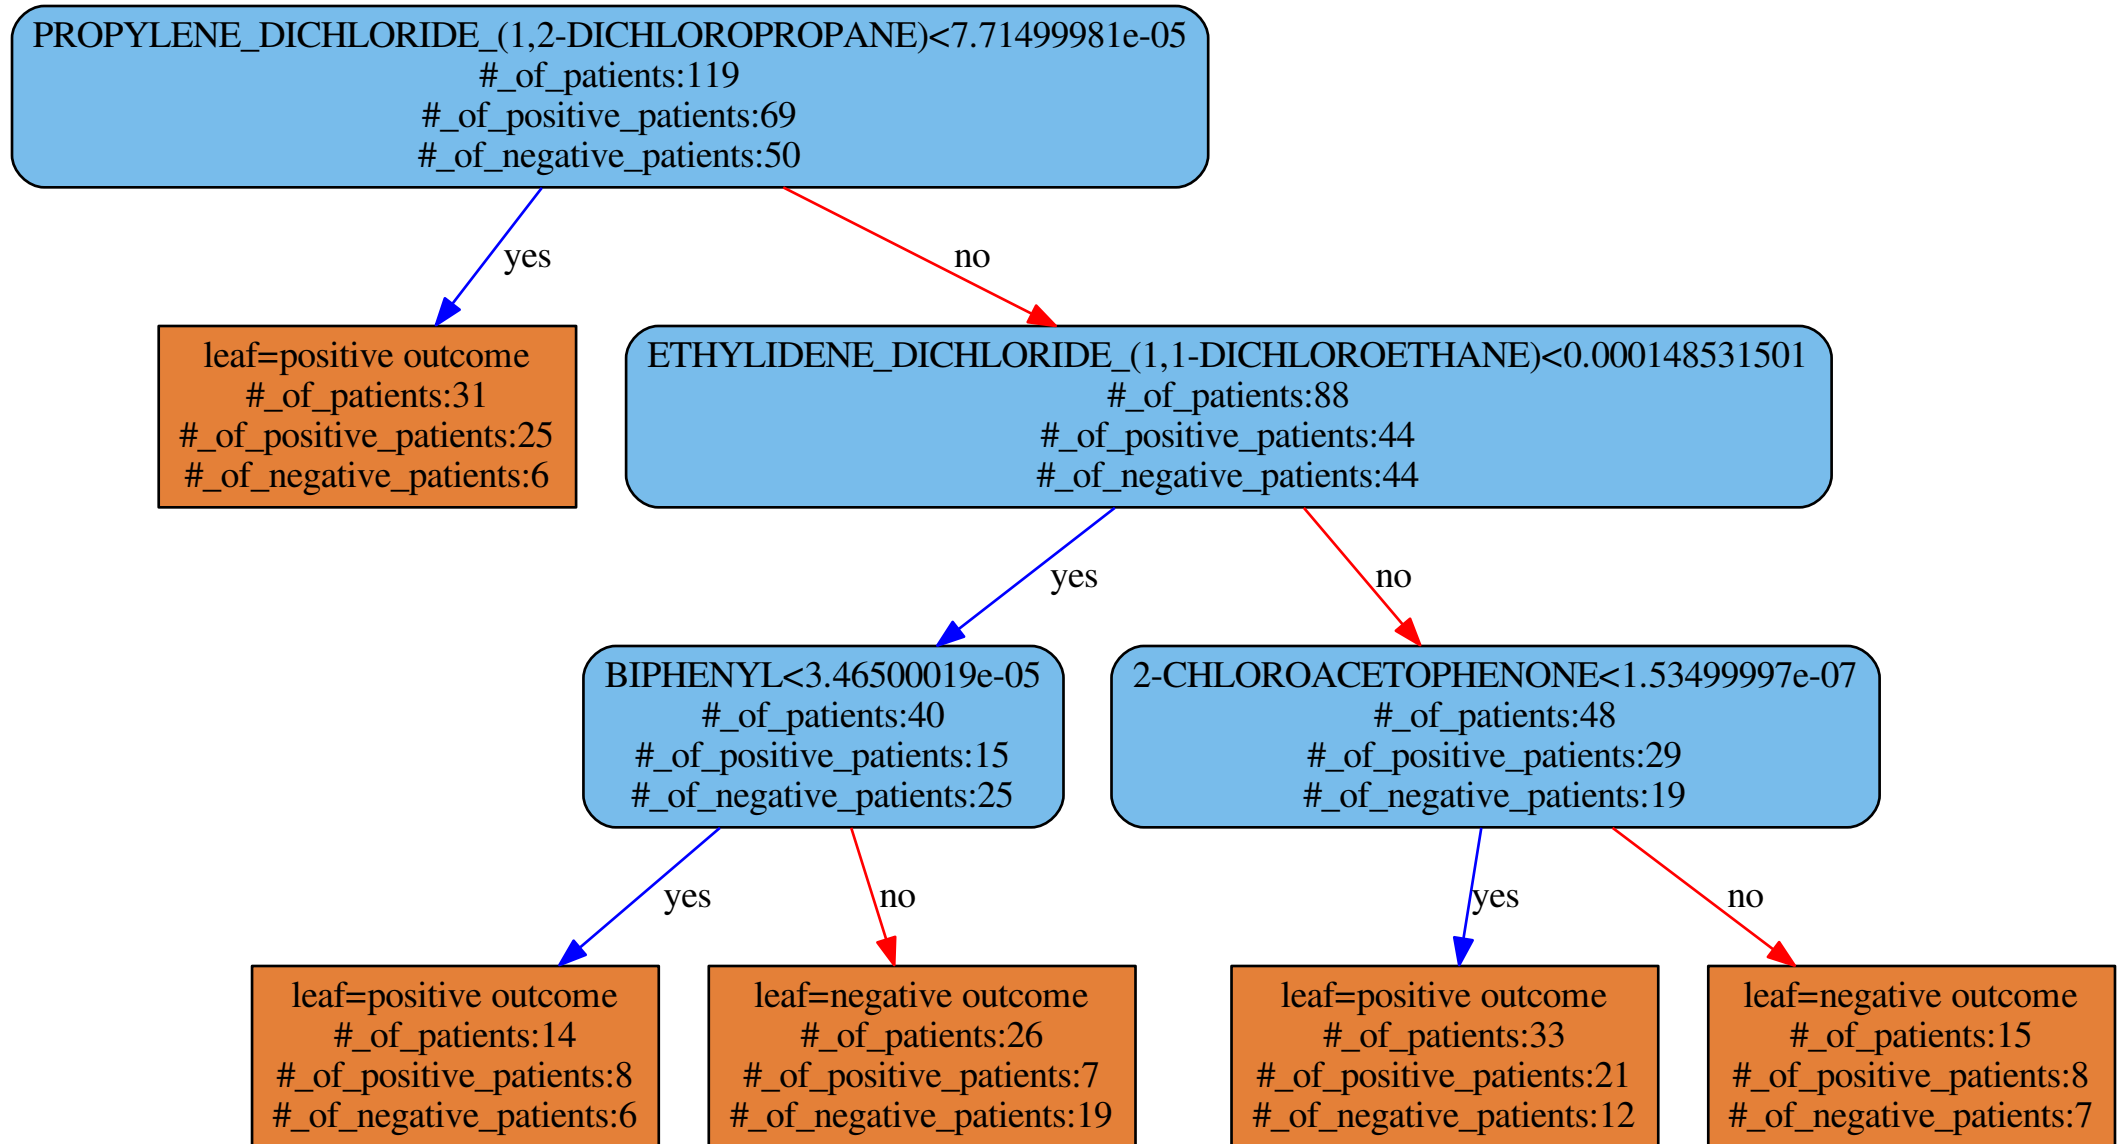 PROPYLENE_DICHLORIDE_(1,2-DICHLOROPROPANE)<7.71499981e-05
#_of_patients:119
#_of_positive_patients:69
#_of_negative_patients:50
yes
no
leaf=positive outcome
#_of_patients:31
#_of_positive_patients:25
#_of_negative_patients:6
ETHYLIDENE_DICHLORIDE_(1,1-DICHLOROETHANE)<0.000148531501
#_of_patients:88
#_of_positive_patients:44
#_of_negative_patients:44
yes
no
BIPHENYL<3.46500019e-05
#_of_patients:40
#_of_positive_patients:15
#_of_negative_patients:25
2-CHLOROACETOPHENONE<1.53499997e-07
#_of_patients:48
#_of_positive_patients:29
#_of_negative_patients:19
yes
no
yes
no
leaf=positive outcome
#_of_patients:14
#_of_positive_patients:8
#_of_negative_patients:6
leaf=negative outcome
#_of_patients:26
#_of_positive_patients:7
#_of_negative_patients:19
leaf=positive outcome
#_of_patients:33
#_of_positive_patients:21
#_of_negative_patients:12
leaf=negative outcome
#_of_patients:15
#_of_positive_patients:8
#_of_negative_patients:7